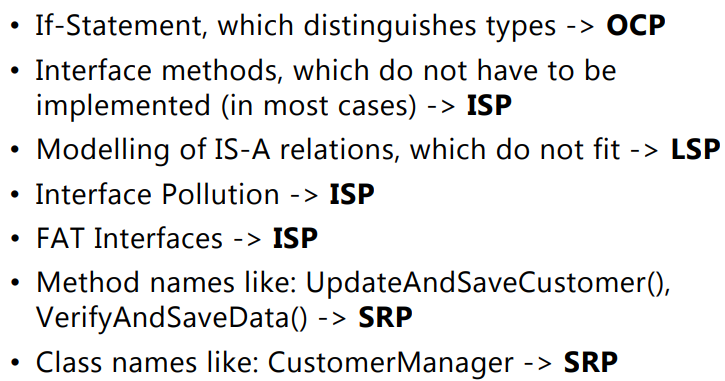 • If-Statement, which distinguishes types -> OCP
• Interface methods, which do not have to be
implemented (in most cases) -> ISP
• Modelling of IS-A relations, which do not fit -> LSP
• Interface Pollution -> ISP
• FAT Interfaces -> ISP
• Method names like: UpdateAndSaveCustomer(),
VerifyAndSaveData() -> SRP
• Class names like: CustomerManager -> SRP